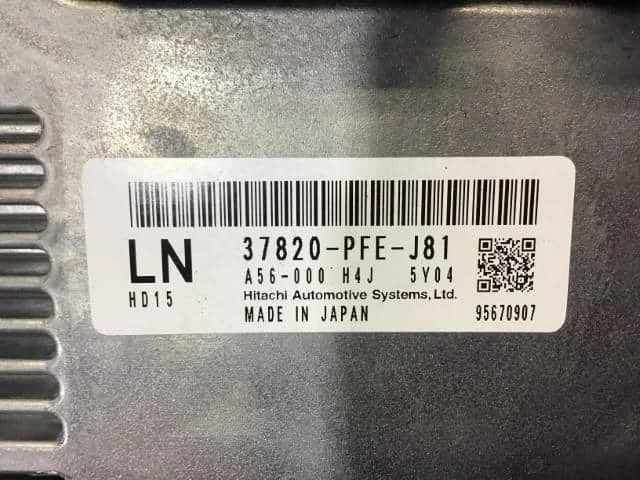 LN 37820-PFE-J81
HD15 A56-000 H4J 5Y04
Hitachi Automotive Systems, Ltd.
MADE IN JAPAN 95670907